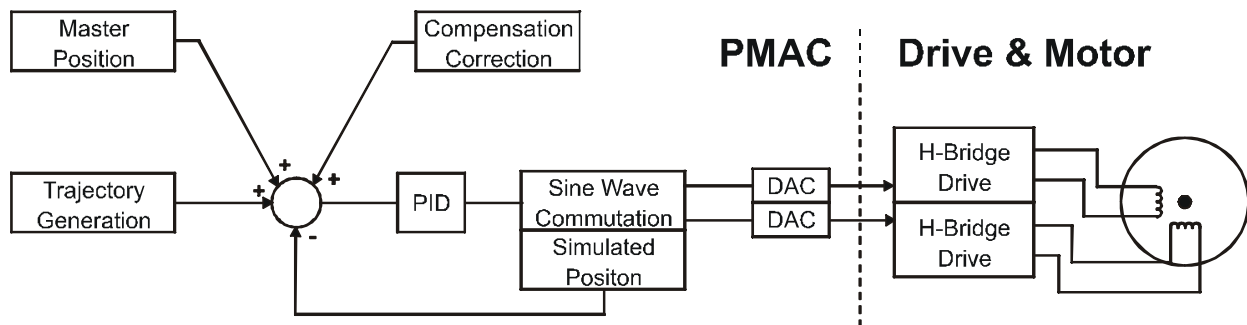 Master
Position
Compensation
Correction
PMAC
Drive & Motor
+
+
+
-
Trajectory
Generation
PID
Sine Wave
Commutation
Simulated
Positon
DAC
DAC
H-Bridge
Drive
H-Bridge
Drive